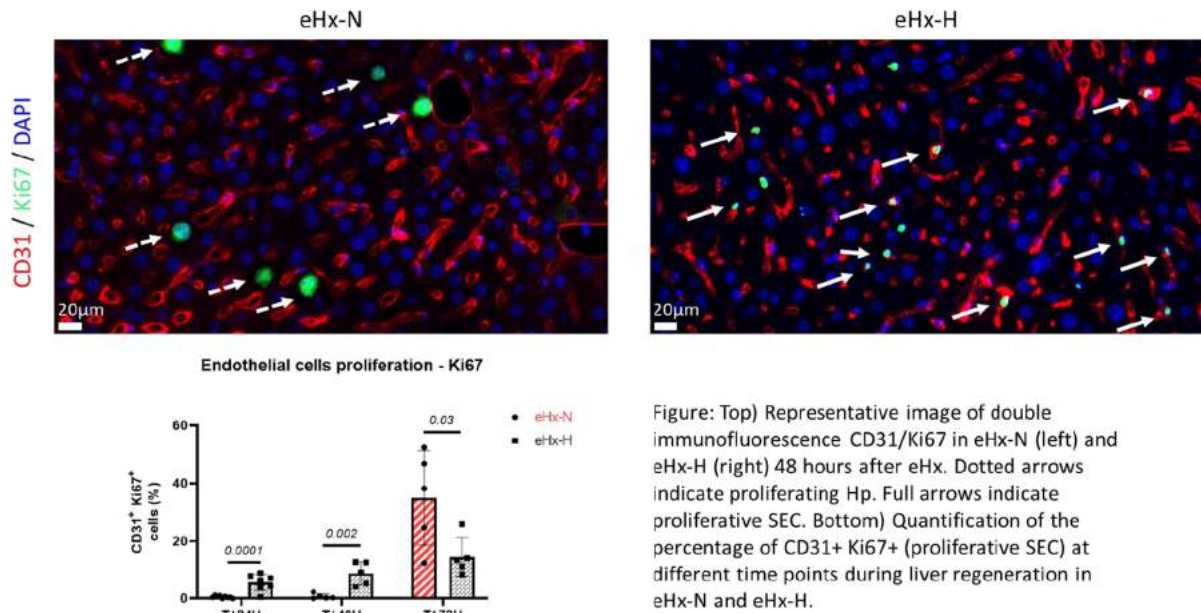 eHx-N
eHx-H
CD31 / Ki67 / DAPI
20µm
20µm
Endothelial cells proliferation - Ki67
eHx-N
eHx-H
CD31+ Ki67+
cells (%)
60
40
20
0
0.0001
0.002
0.03
Figure: Top) Representative image of double
immunofluorescence CD31/Ki67 in eHx-N (left) and
eHx-H (right) 48 hours after eHx. Dotted arrows
indicate proliferating Hp. Full arrows indicate
proliferative SEC. Bottom) Quantification of the
percentage of CD31+ Ki67+ (proliferative SEC) at
different time points during liver regeneration in
eHx-N and eHx-H.